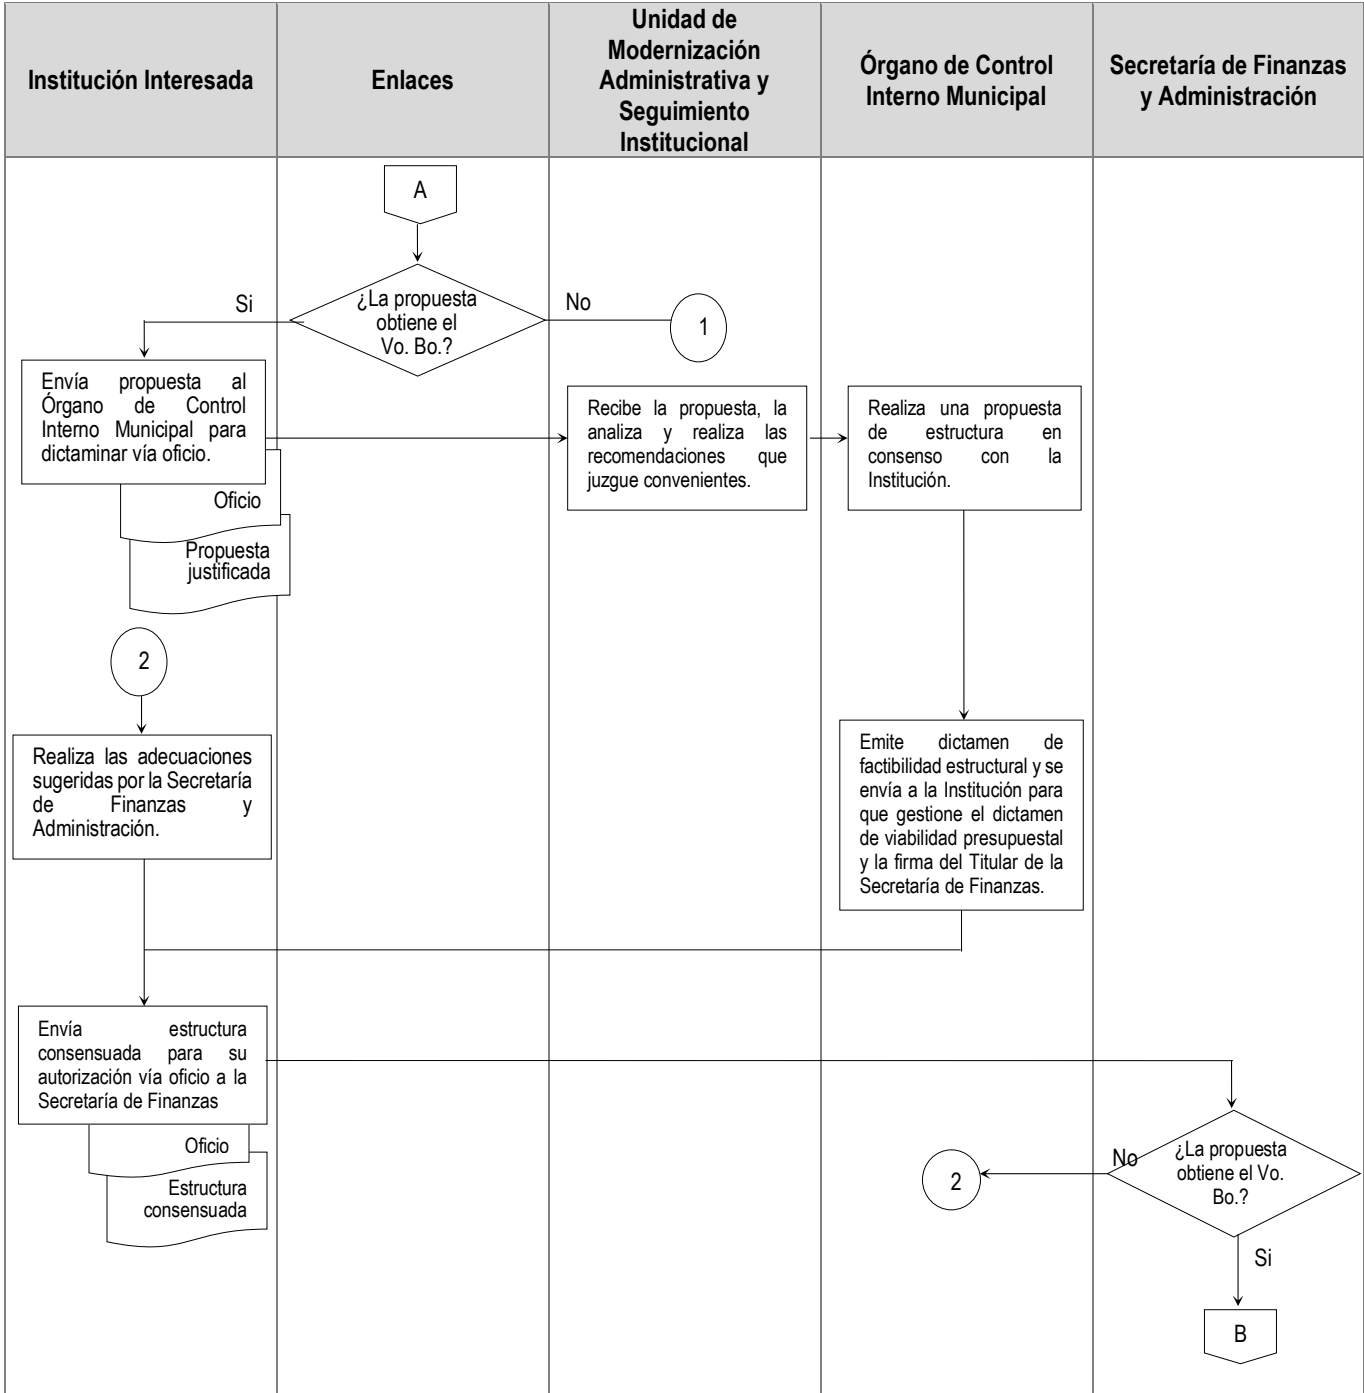 Institución Interesada
Enlaces
Unidad de
Modernización
Administrativa y
Seguimiento
Institucional
Órgano de Control
Interno Municipal
Secretaría de Finanzas
y Administración
A
¿La propuesta
obtiene el
Vo. Bo.?
Si
No
1
Envía propuesta al
Órgano de Control
Interno Municipal para
dictaminar vía oficio.
Oficio
Propuesta
justificada
Recibe la propuesta, la
analiza y realiza las
recomendaciones que
juzgue convenientes.
Realiza una propuesta
de estructura en
consenso con la
Institución.
2
Realiza las adecuaciones
sugeridas por la Secretaría
de Finanzas y
Administración.
Emite dictamen de
factibilidad estructural y se
envía a la Institución para
que gestione el dictamen
de viabilidad presupuestal
y la firma del Titular de la
Secretaría de Finanzas.
Envía estructura
consensuada para su
autorización vía oficio a la
Secretaría de Finanzas
Oficio
Estructura
consensuada
¿La propuesta
obtiene el Vo.
Bo.?
No
2
Si
B